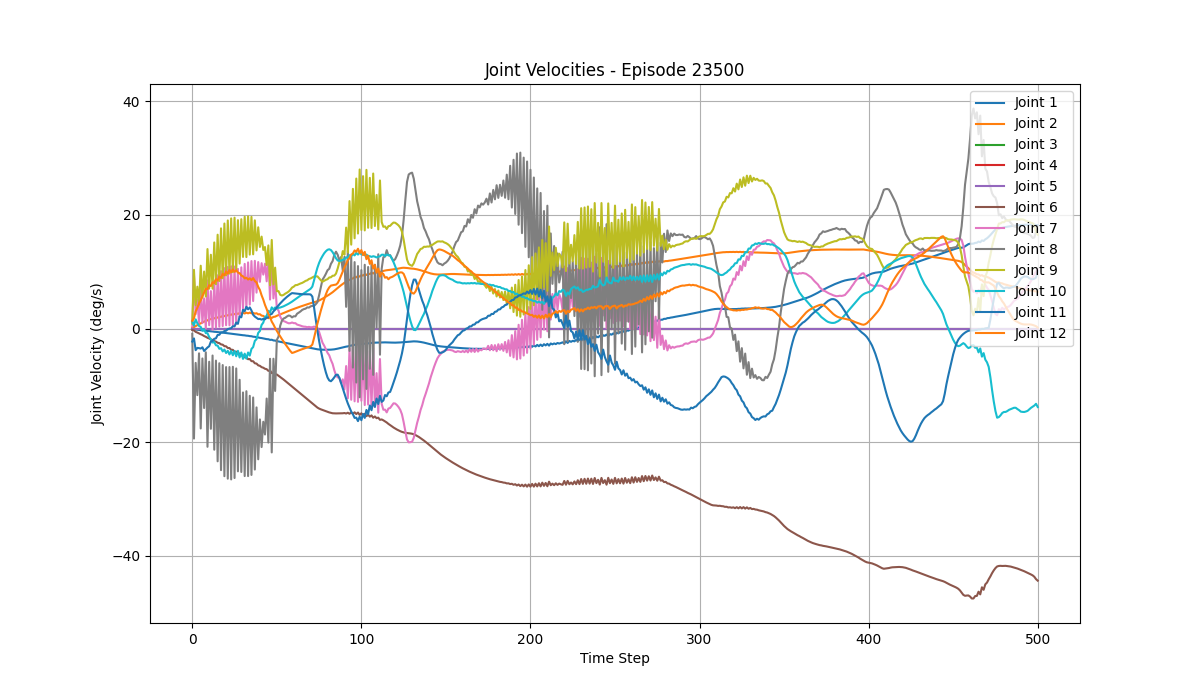 Joint Velocities - Episode 23500
Joint Velocity (deg/s)
40
20
0
−20
−40
0
100
200
300
400
500
Time Step
Joint 1
Joint 2
Joint 3
Joint 4
Joint 5
Joint 6
Joint 7
Joint 8
Joint 9
Joint 10
Joint 11
Joint 12